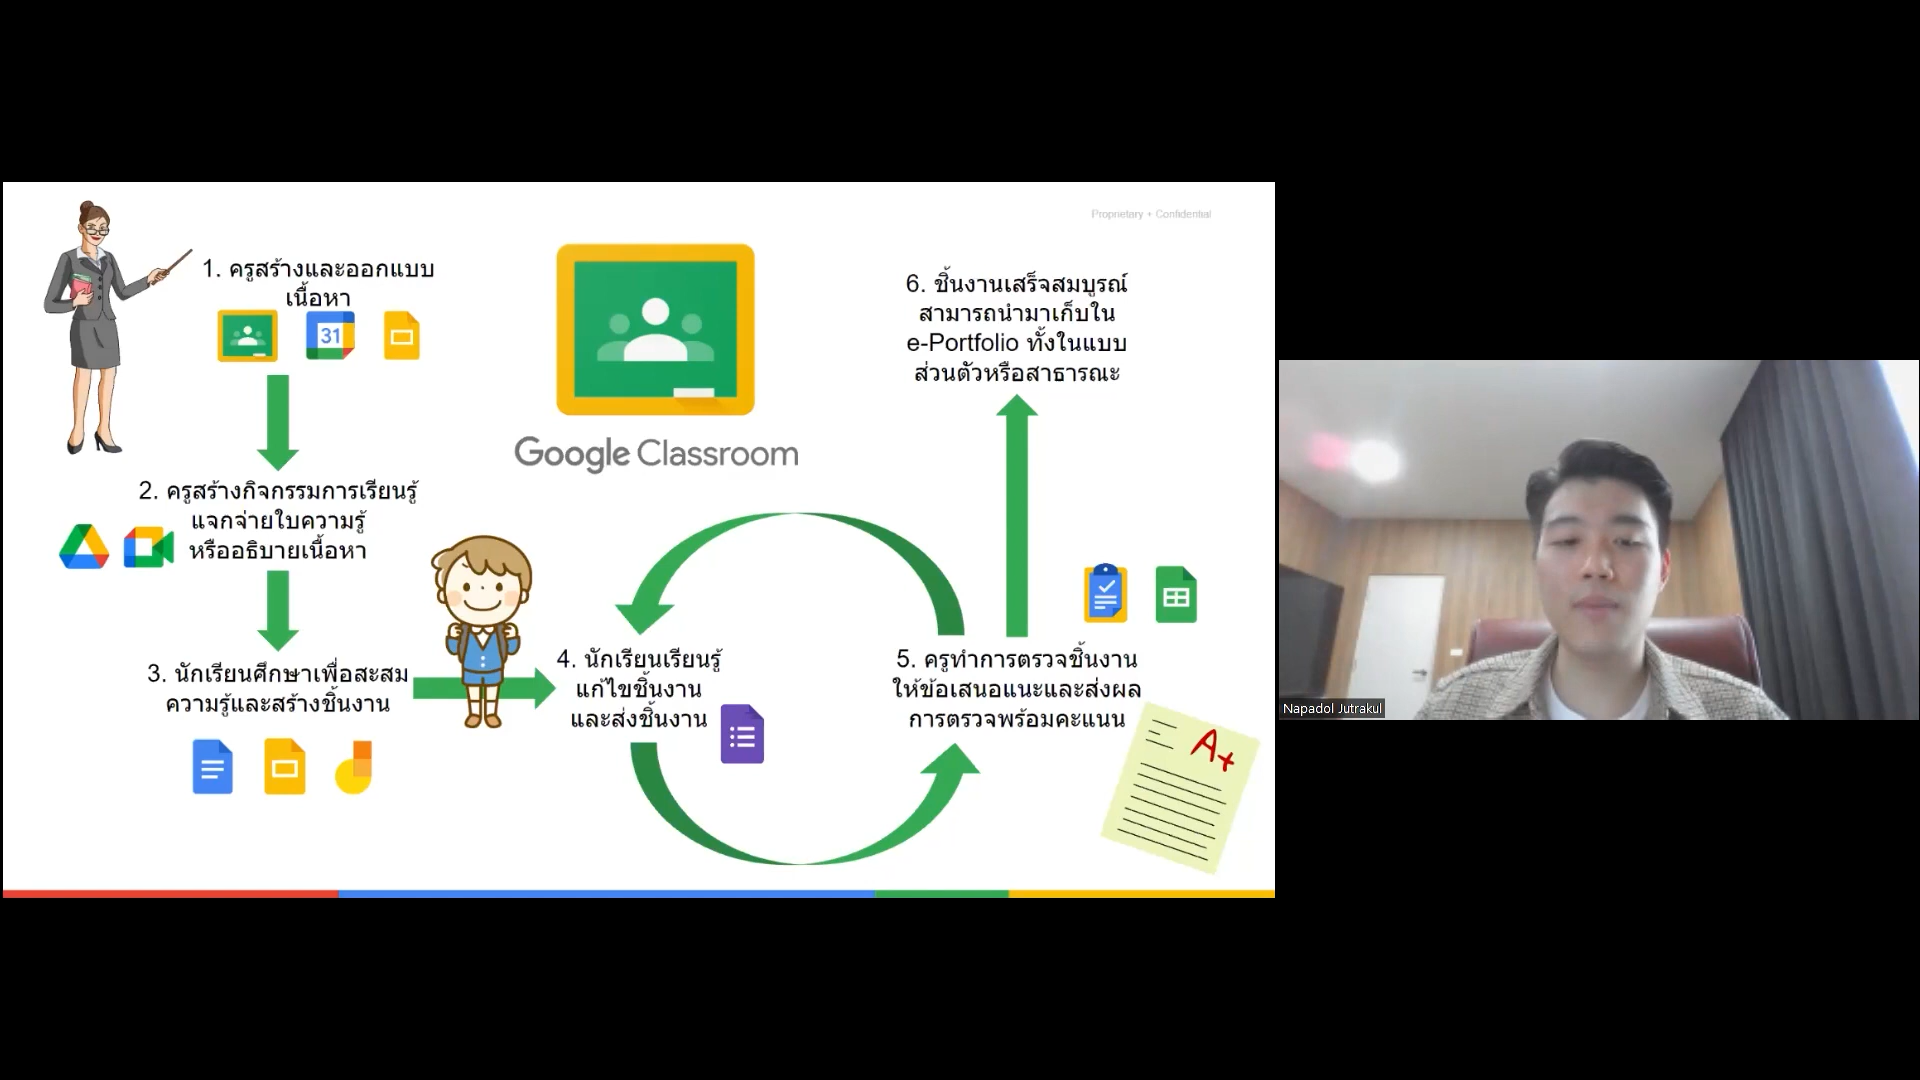 Proprietary + Confidential
1. ครูสร้างและออกแบบ
เนื้อหา
31
2. ครูสร้างกิจกรรมการเรียนรู้
แจกจ่ายใบความรู้
หรืออธิบายเนื้อหา
3. นักเรียนศึกษาเพื่อสะสม
ความรู้และสร้างชิ้นงาน
Google Classroom
4. นักเรียนเรียนรู้
แก้ไขชิ้นงาน
และส่งชิ้นงาน
5. ครูทำการตรวจชิ้นงาน
ให้ข้อเสนอแนะและส่งผล
การตรวจพร้อมคะแนน
A+
6. ชิ้นงานเสร็จสมบูรณ์
สามารถนำมาเก็บใน
e-Portfolio ทั้งในแบบ
ส่วนตัวหรือสาธารณะ
Napadol Jutrakul